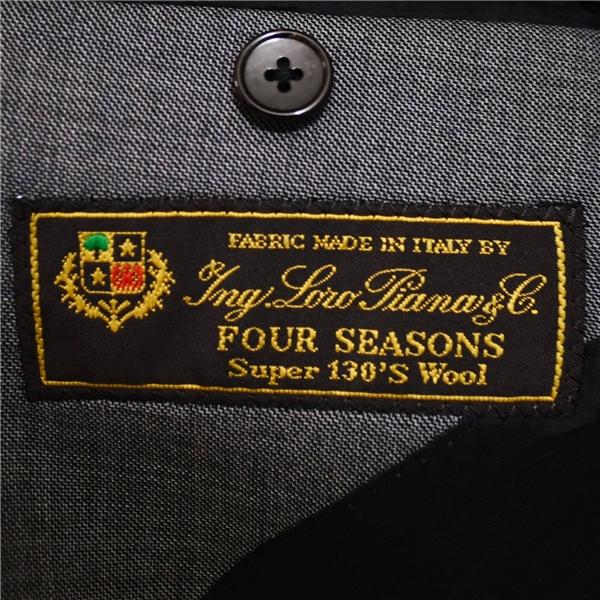 FABRIC MADE IN ITALY BY
Ing. Loro Piana & C.
FOUR SEASONS
Super 130'S Wool